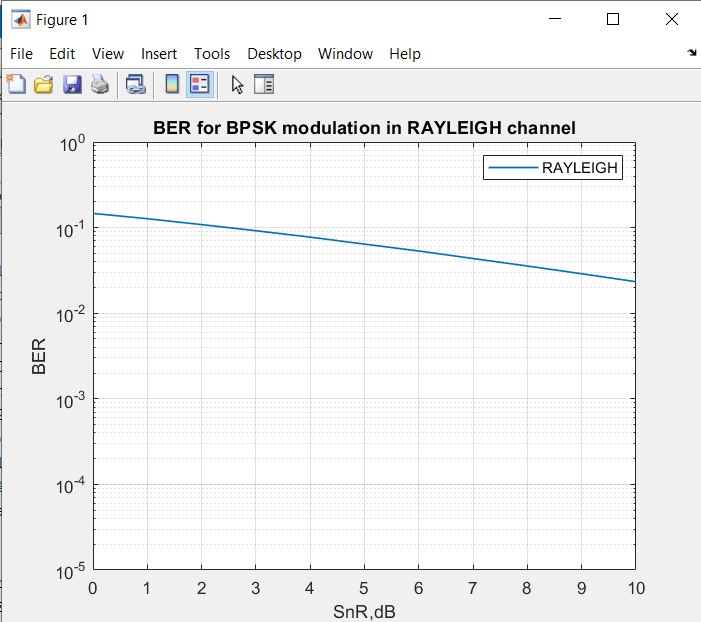 Figure 1
File Edit View Insert Tools Desktop Window Help
BER for BPSK modulation in RAYLEIGH channel
RAYLEIGH
10^0
10^-1
10^-2
10^-3
10^-4
10^-5
BER
0 1 2 3 4 5 6 7 8 9 10
SnR,dB